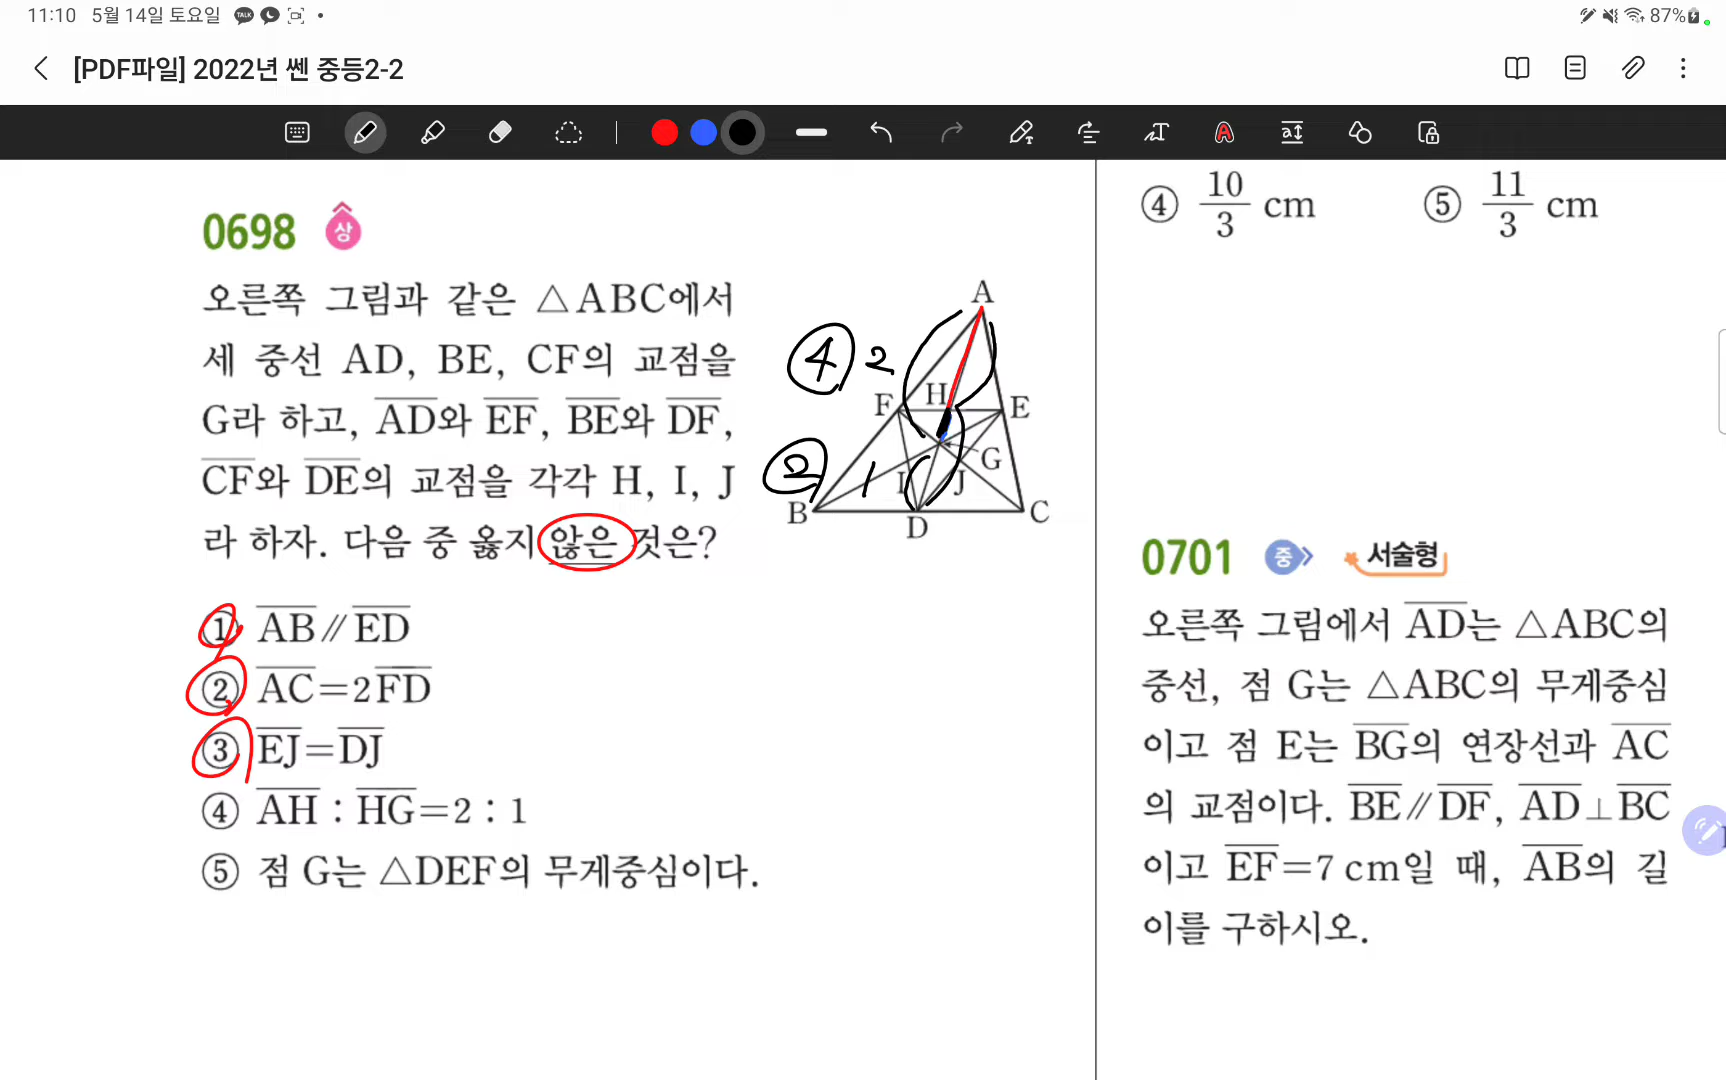 11:10 5월 14일 토요일 TALK
87%
[PDF파일] 2022년 쎈 중등2-2
0698 상
오른쪽 그림과 같은 △ABC에서
세 중선 AD, BE, CF의 교점을
G라 하고, AD와 EF, BE와 DF,
CF와 DE의 교점을 각각 H, I, J
라 하자. 다음 중 옳지 않은 것은?
A
④ 2
F H E
② 1 I J G
B D C
① AB∥ED
② AC=2FD
③ EJ=DJ
④ AH : HG=2 : 1
⑤ 점 G는 △DEF의 무게중심이다.
④ 10/3 cm ⑤ 11/3 cm
0701 중 서술형
오른쪽 그림에서 AD는 △ABC의
중선, 점 G는 △ABC의 무게중심
이고 점 E는 BG의 연장선과 AC
의 교점이다. BE∥DF, AD⊥BC
이고 EF=7 cm일 때, AB의 길
이를 구하시오.